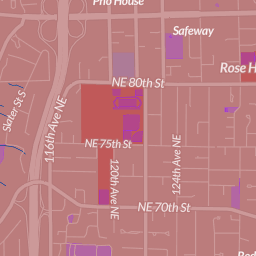 Pho House
Safeway
Rose H
NE 80th St
Slater St S
116th Ave NE
NE 75th St
120th Ave NE
124th Ave NE
NE 70th St